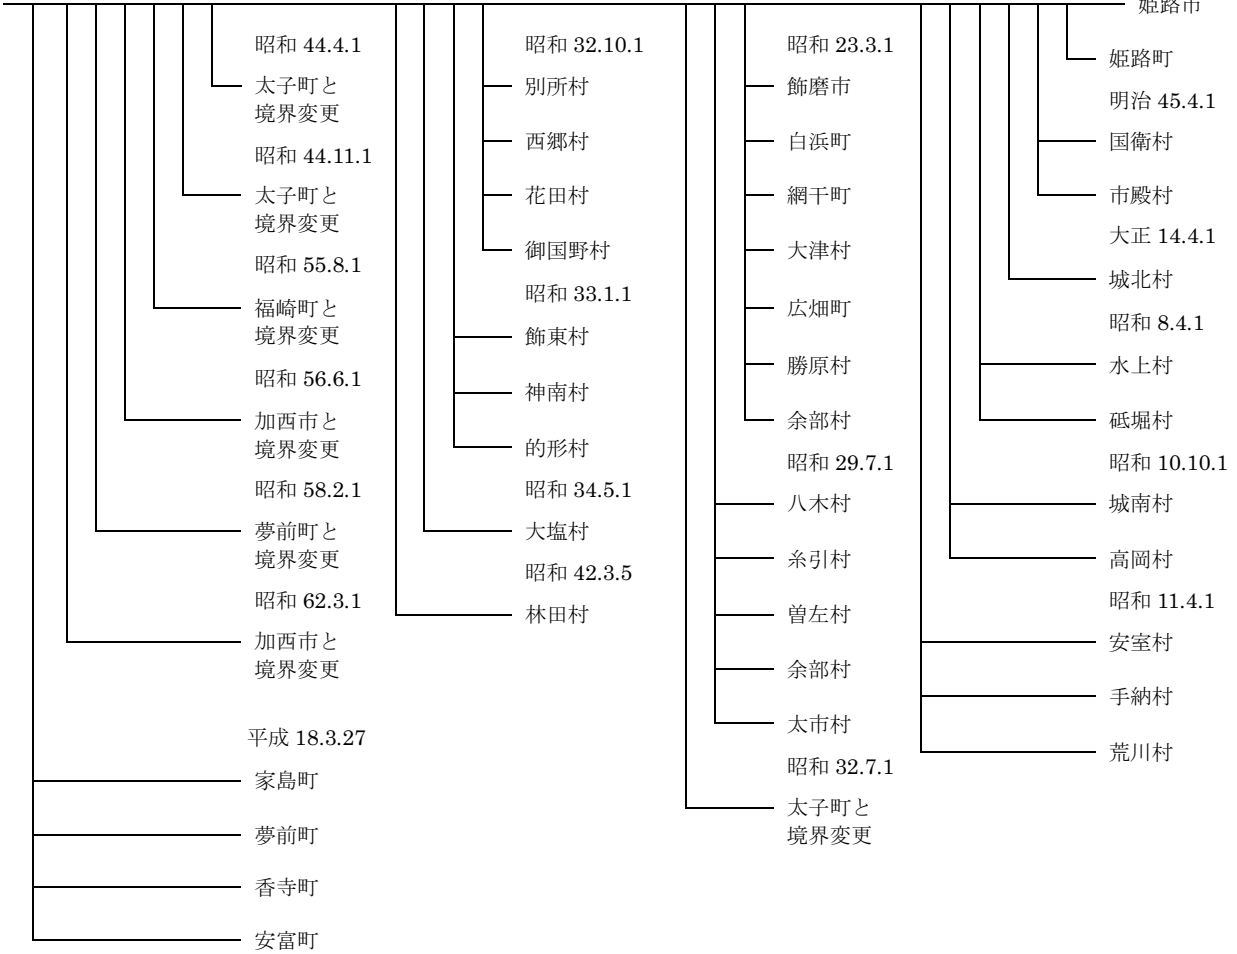 姫路市
姫路町
明治 45.4.1
国衛村
市殿村
大正 14.4.1
城北村
昭和 8.4.1
水上村
砥堀村
昭和 10.10.1
城南村
高岡村
昭和 11.4.1
安室村
手納村
荒川村
昭和 23.3.1
飾磨市
白浜町
網干町
大津村
広畑町
勝原村
余部村
昭和 29.7.1
八木村
糸引村
曽左村
余部村
太市村
昭和 32.7.1
太子町と
境界変更
昭和 32.10.1
別所村
西郷村
花田村
御国野村
昭和 33.1.1
飾東村
神南村
的形村
昭和 34.5.1
大塩村
昭和 42.3.5
林田村
昭和 44.4.1
太子町と
境界変更
昭和 44.11.1
太子町と
境界変更
昭和 55.8.1
福崎町と
境界変更
昭和 56.6.1
加西市と
境界変更
昭和 58.2.1
夢前町と
境界変更
昭和 62.3.1
加西市と
境界変更
平成 18.3.27
家島町
夢前町
香寺町
安富町